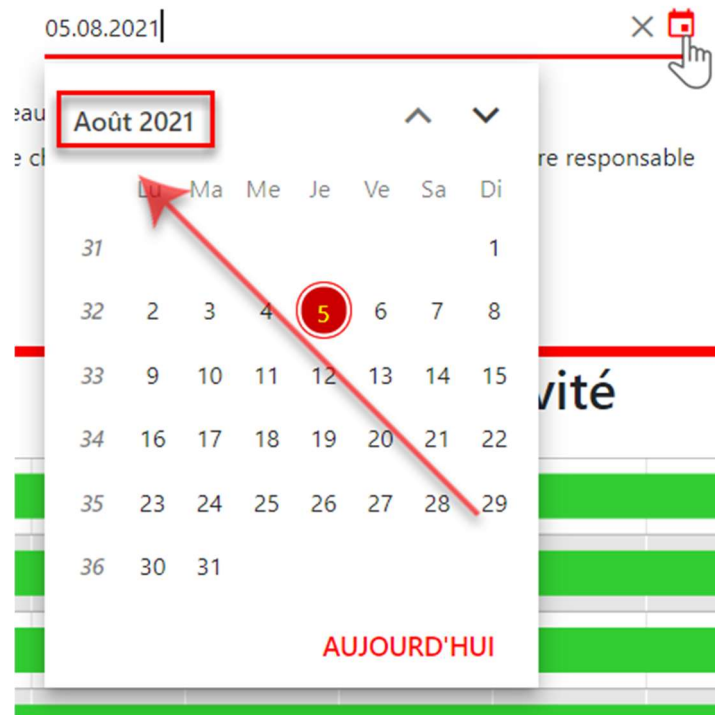 05.08.2021
eau
Août 2021
re responsable
Lu Ma Me Je Ve Sa Di
31 1
32 2 3 4 5 6 7 8
33 9 10 11 12 13 14 15
vité
34 16 17 18 19 20 21 22
35 23 24 25 26 27 28 29
36 30 31
AUJOURD'HUI